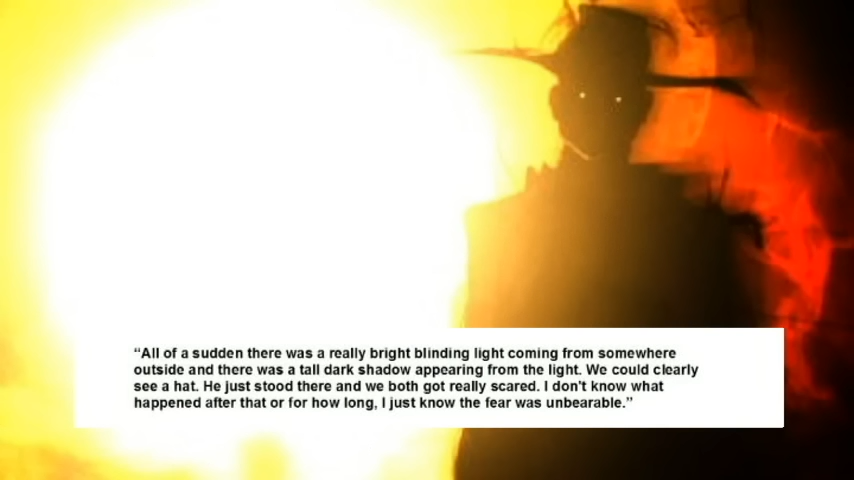 “All of a sudden there was a really bright blinding light coming from somewhere
outside and there was a tall dark shadow appearing from the light. We could clearly
see a hat. He just stood there and we both got really scared. I don't know what
happened after that or for how long, I just know the fear was unbearable.”